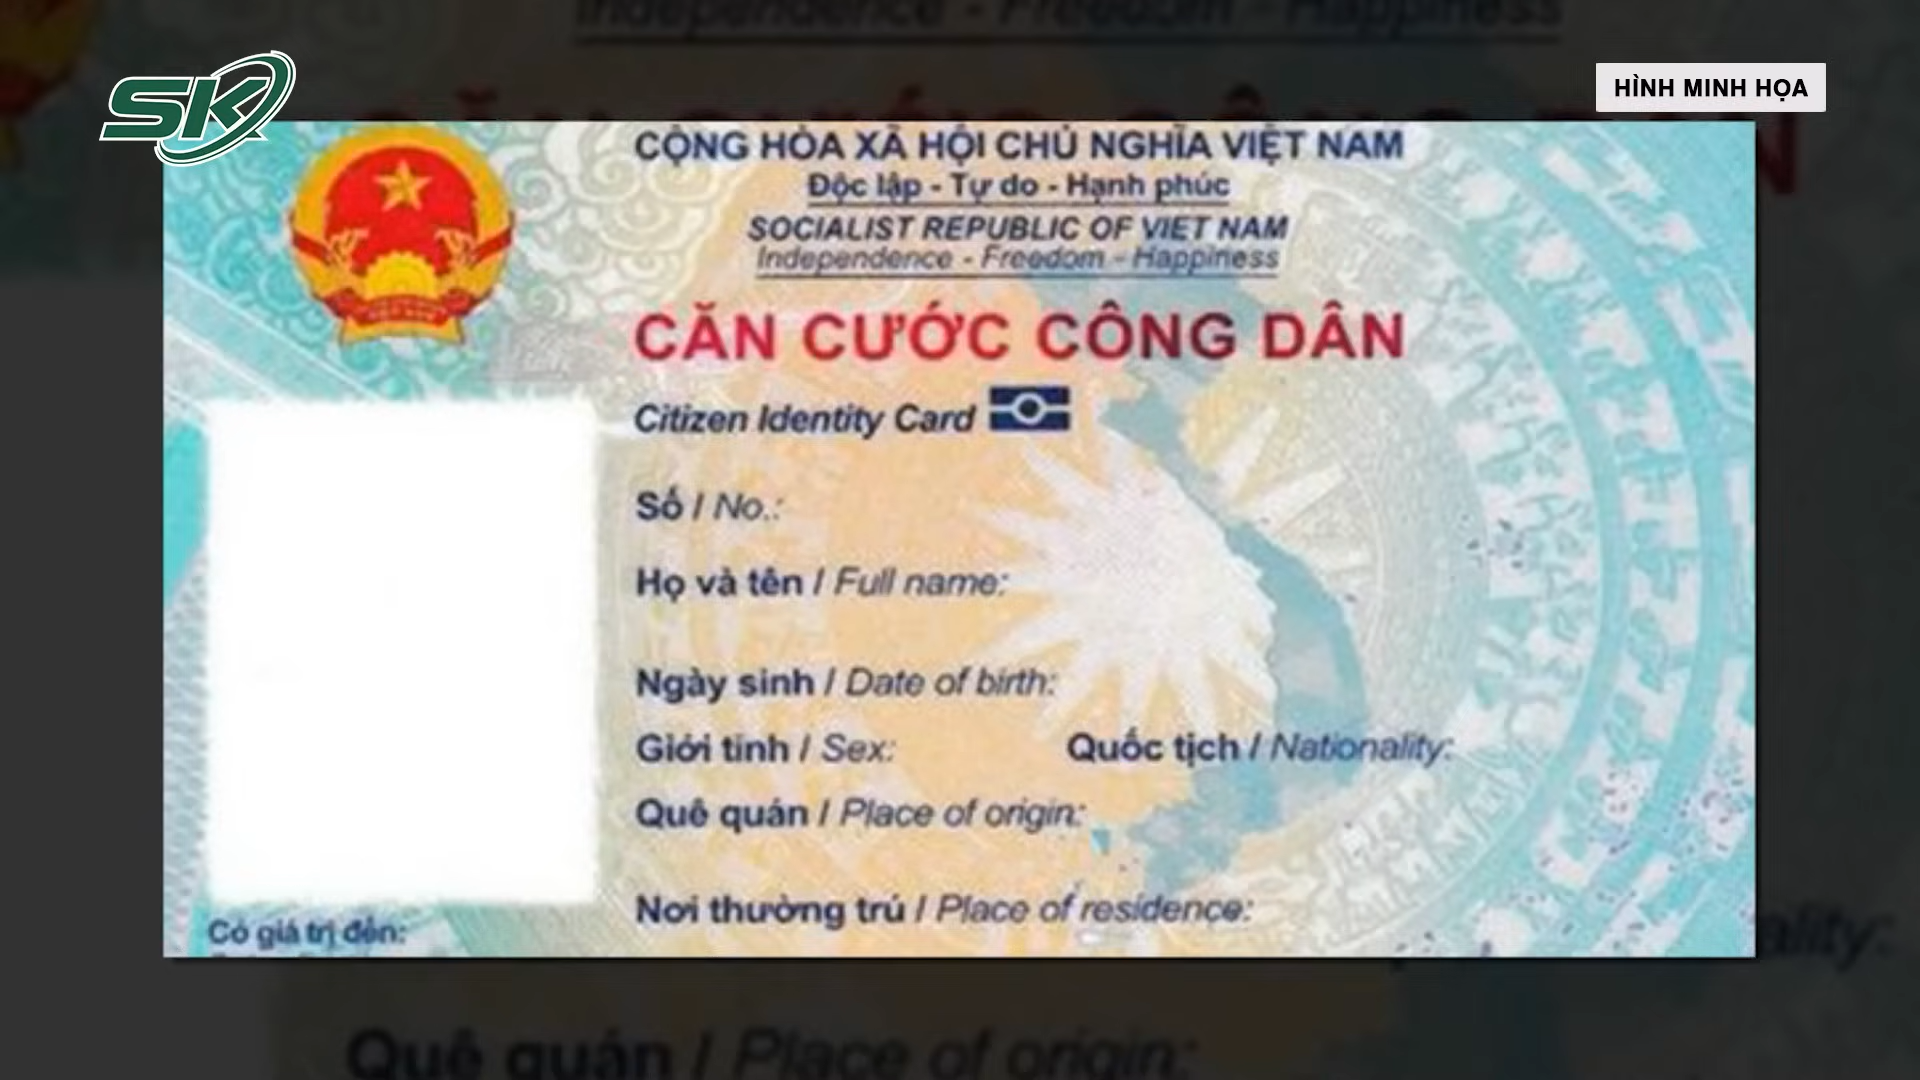 Independence - Freedom - Happiness
SK
HÌNH MINH HỌA
CỘNG HÒA XÃ HỘI CHỦ NGHĨA VIỆT NAM
Độc lập - Tự do - Hạnh phúc
SOCIALIST REPUBLIC OF VIET NAM
Independence - Freedom - Happiness
CĂN CƯỚC CÔNG DÂN
Citizen Identity Card
Số / No.:
Họ và tên / Full name:
Ngày sinh / Date of birth:
Giới tính / Sex: Quốc tịch / Nationality:
Quê quán / Place of origin:
Nơi thường trú / Place of residence:
Có giá trị đến:
ality:
Quê quán / Place of origin: